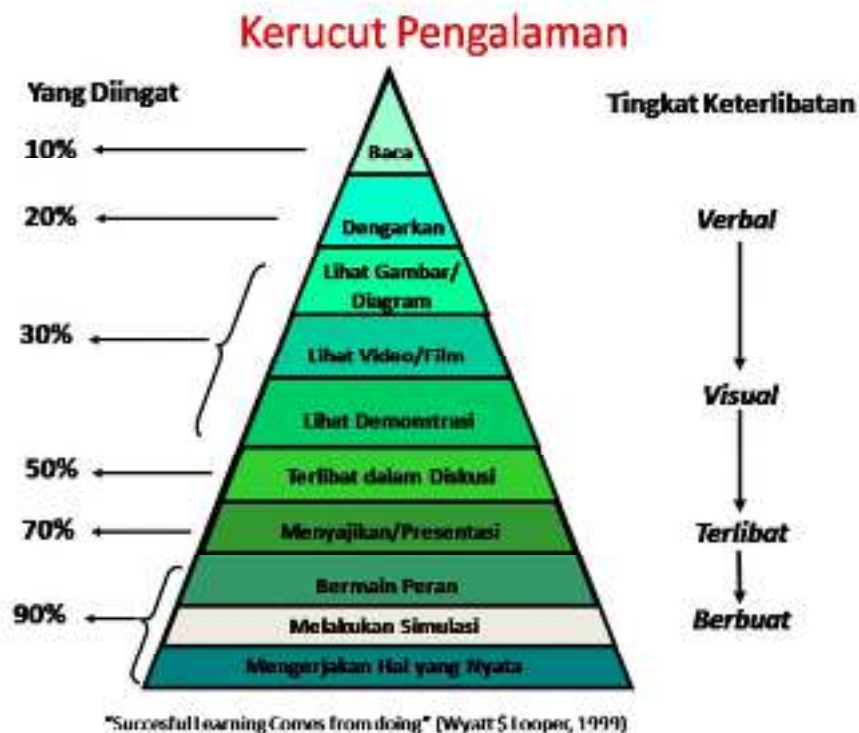 Kerucut Pengalaman
Yang Diingat
Tingkat Keterlibatan
10%
Baca
20%
Dengarkan
Verbal
30%
Lihat Gambar/
Diagram
Lihat Video/Film
Visual
Lihat Demonstrasi
50%
Terlibat dalam Diskusi
70%
Menyajikan/Presentasi
Terlibat
90%
Bermain Peran
Melakukan Simulasi
Berbuat
Mengerjakan Hal yang Nyata
"Succesful Learning Comes from doing" (Wyatt $ Looper, 1999)